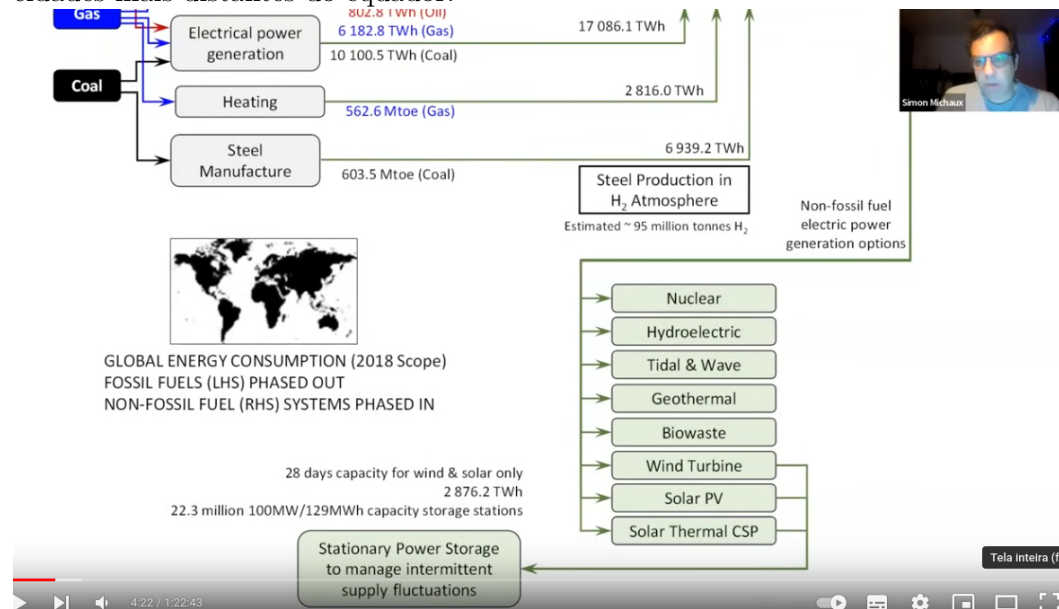 cidades mais distantes do equador.
Gas
802.8 TWh (Oil)
Electrical power
generation
6 182.8 TWh (Gas)
10 100.5 TWh (Coal)
17 086.1 TWh
Coal
Heating
562.6 Mtoe (Gas)
2 816.0 TWh
Steel
Manufacture
603.5 Mtoe (Coal)
6 939.2 TWh
Simon Michaux
Steel Production in
H₂ Atmosphere
Estimated ~ 95 million tonnes H₂
Non-fossil fuel
electric power
generation options
GLOBAL ENERGY CONSUMPTION (2018 Scope)
FOSSIL FUELS (LHS) PHASED OUT
NON-FOSSIL FUEL (RHS) SYSTEMS PHASED IN
Nuclear
Hydroelectric
Tidal & Wave
Geothermal
Biowaste
Wind Turbine
Solar PV
Solar Thermal CSP
28 days capacity for wind & solar only
2 876.2 TWh
22.3 million 100MW/129MWh capacity storage stations
Stationary Power Storage
to manage intermittent
supply fluctuations
Tela inteira (f
4:22 / 1:22:43